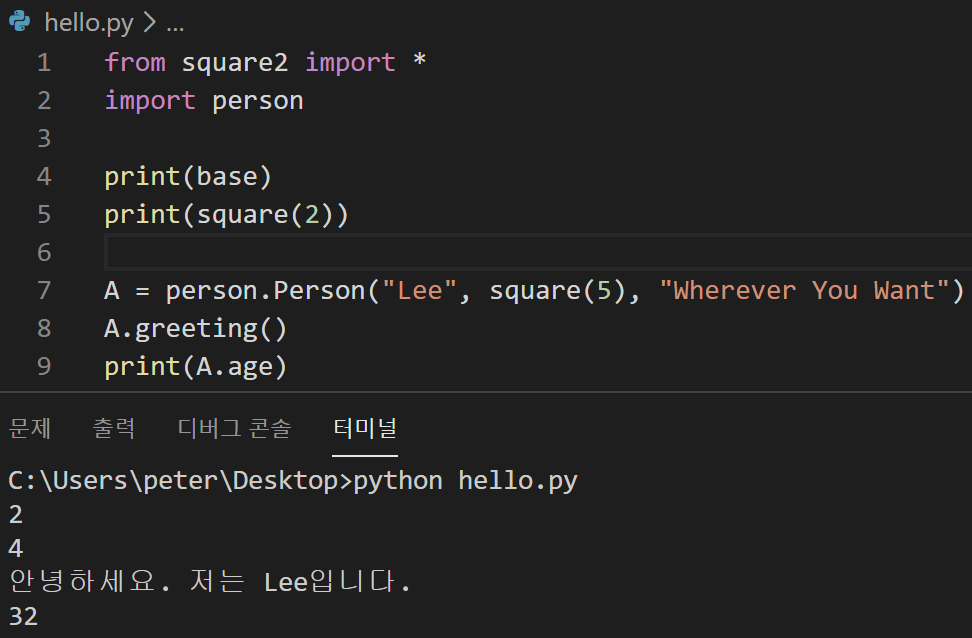 hello.py > ...
1 from square2 import *
2 import person
3
4 print(base)
5 print(square(2))
6
7 A = person.Person("Lee", square(5), "Wherever You Want")
8 A.greeting()
9 print(A.age)
문제 출력 디버그 콘솔 터미널
C:\Users\peter\Desktop>python hello.py
2
4
안녕하세요. 저는 Lee입니다.
32